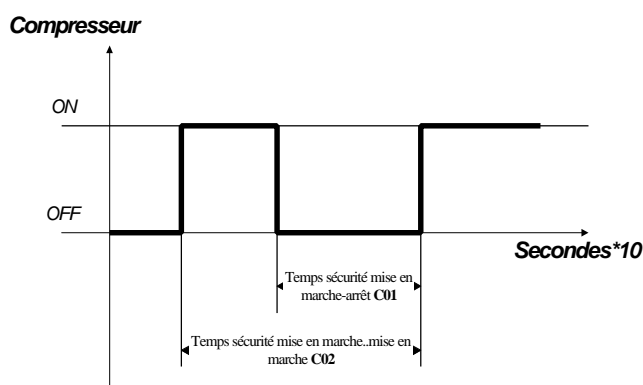 Compresseur
ON
OFF
Secondes*10
Temps sécurité mise en
marche-arrêt C01
Temps sécurité mise en marche..mise en
marche C02